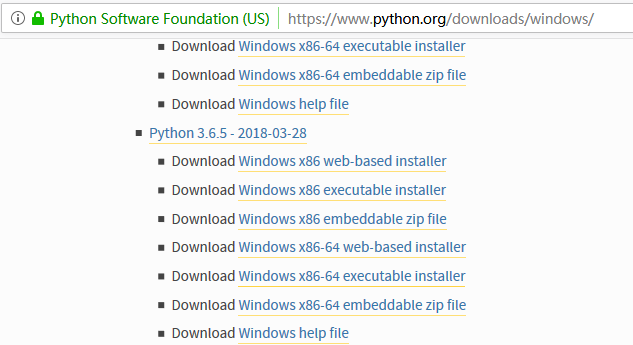 Python Software Foundation (US) https://www.python.org/downloads/windows/
Download Windows x86-64 executable installer
Download Windows x86-64 embeddable zip file
Download Windows help file
Python 3.6.5 - 2018-03-28
Download Windows x86 web-based installer
Download Windows x86 executable installer
Download Windows x86 embeddable zip file
Download Windows x86-64 web-based installer
Download Windows x86-64 executable installer
Download Windows x86-64 embeddable zip file
Download Windows help file